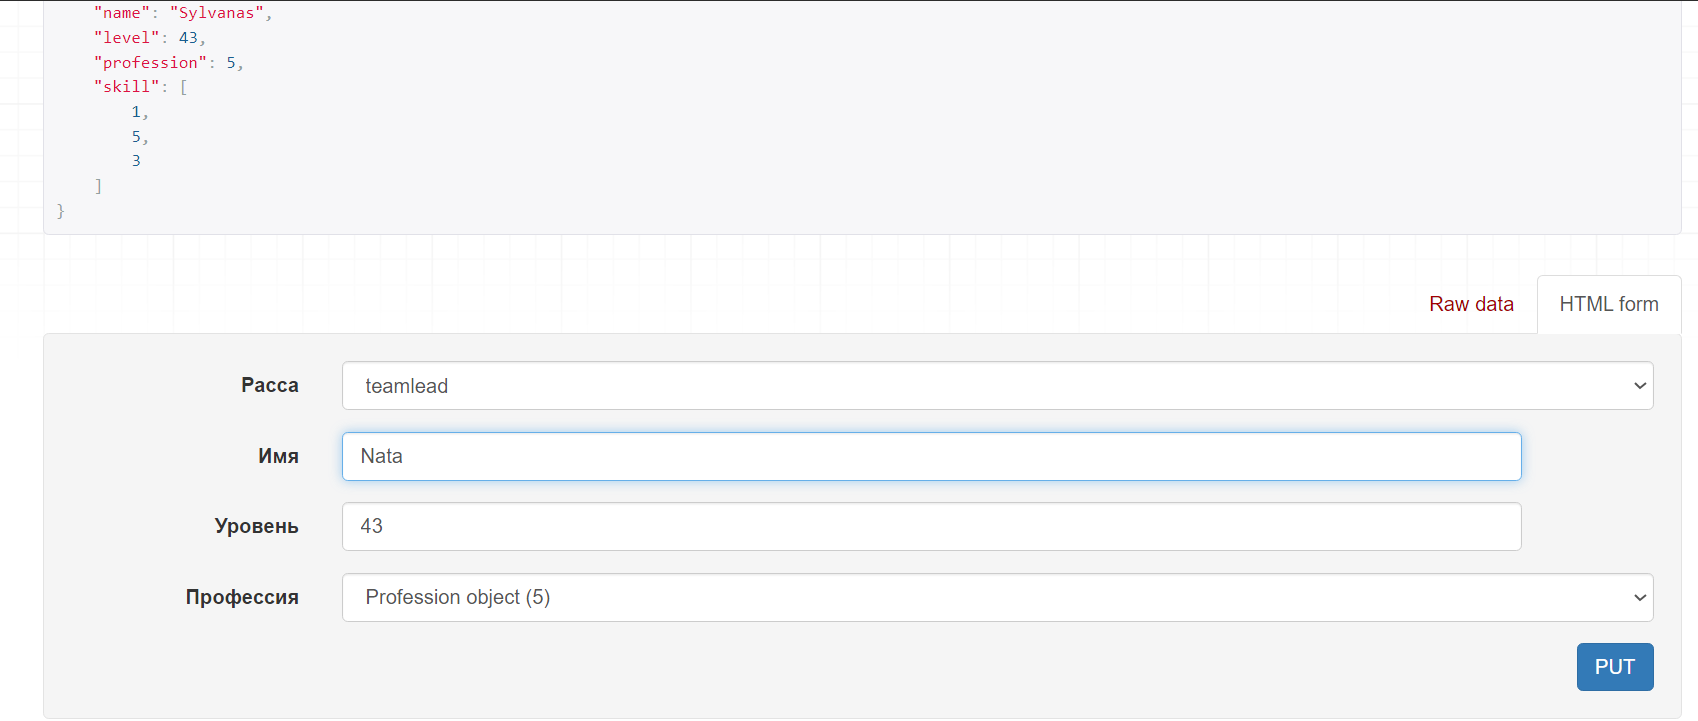 "name": "Sylvanas",
"level": 43,
"profession": 5,
"skill": [
1,
5,
3
]
}
Raw data
HTML form
Расса
teamlead
Имя
Nata
Уровень
43
Профессия
Profession object (5)
PUT